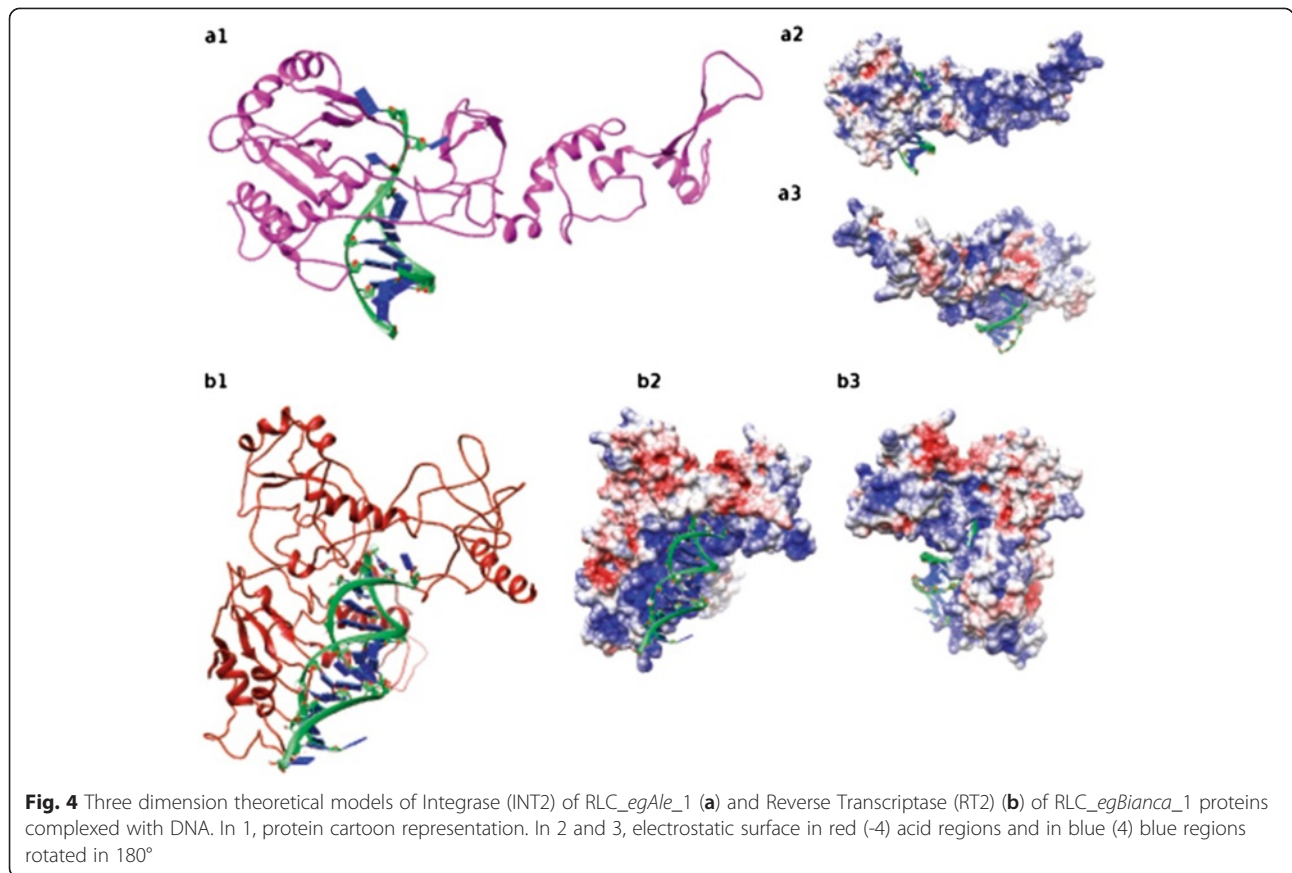 a1
a2
a3
b1
b2
b3
Fig. 4 Three dimension theoretical models of Integrase (INT2) of RLC_egAle_1 (a) and Reverse Transcriptase (RT2) (b) of RLC_egBianca_1 proteins
complexed with DNA. In 1, protein cartoon representation. In 2 and 3, electrostatic surface in red (-4) acid regions and in blue (4) blue regions
rotated in 180°